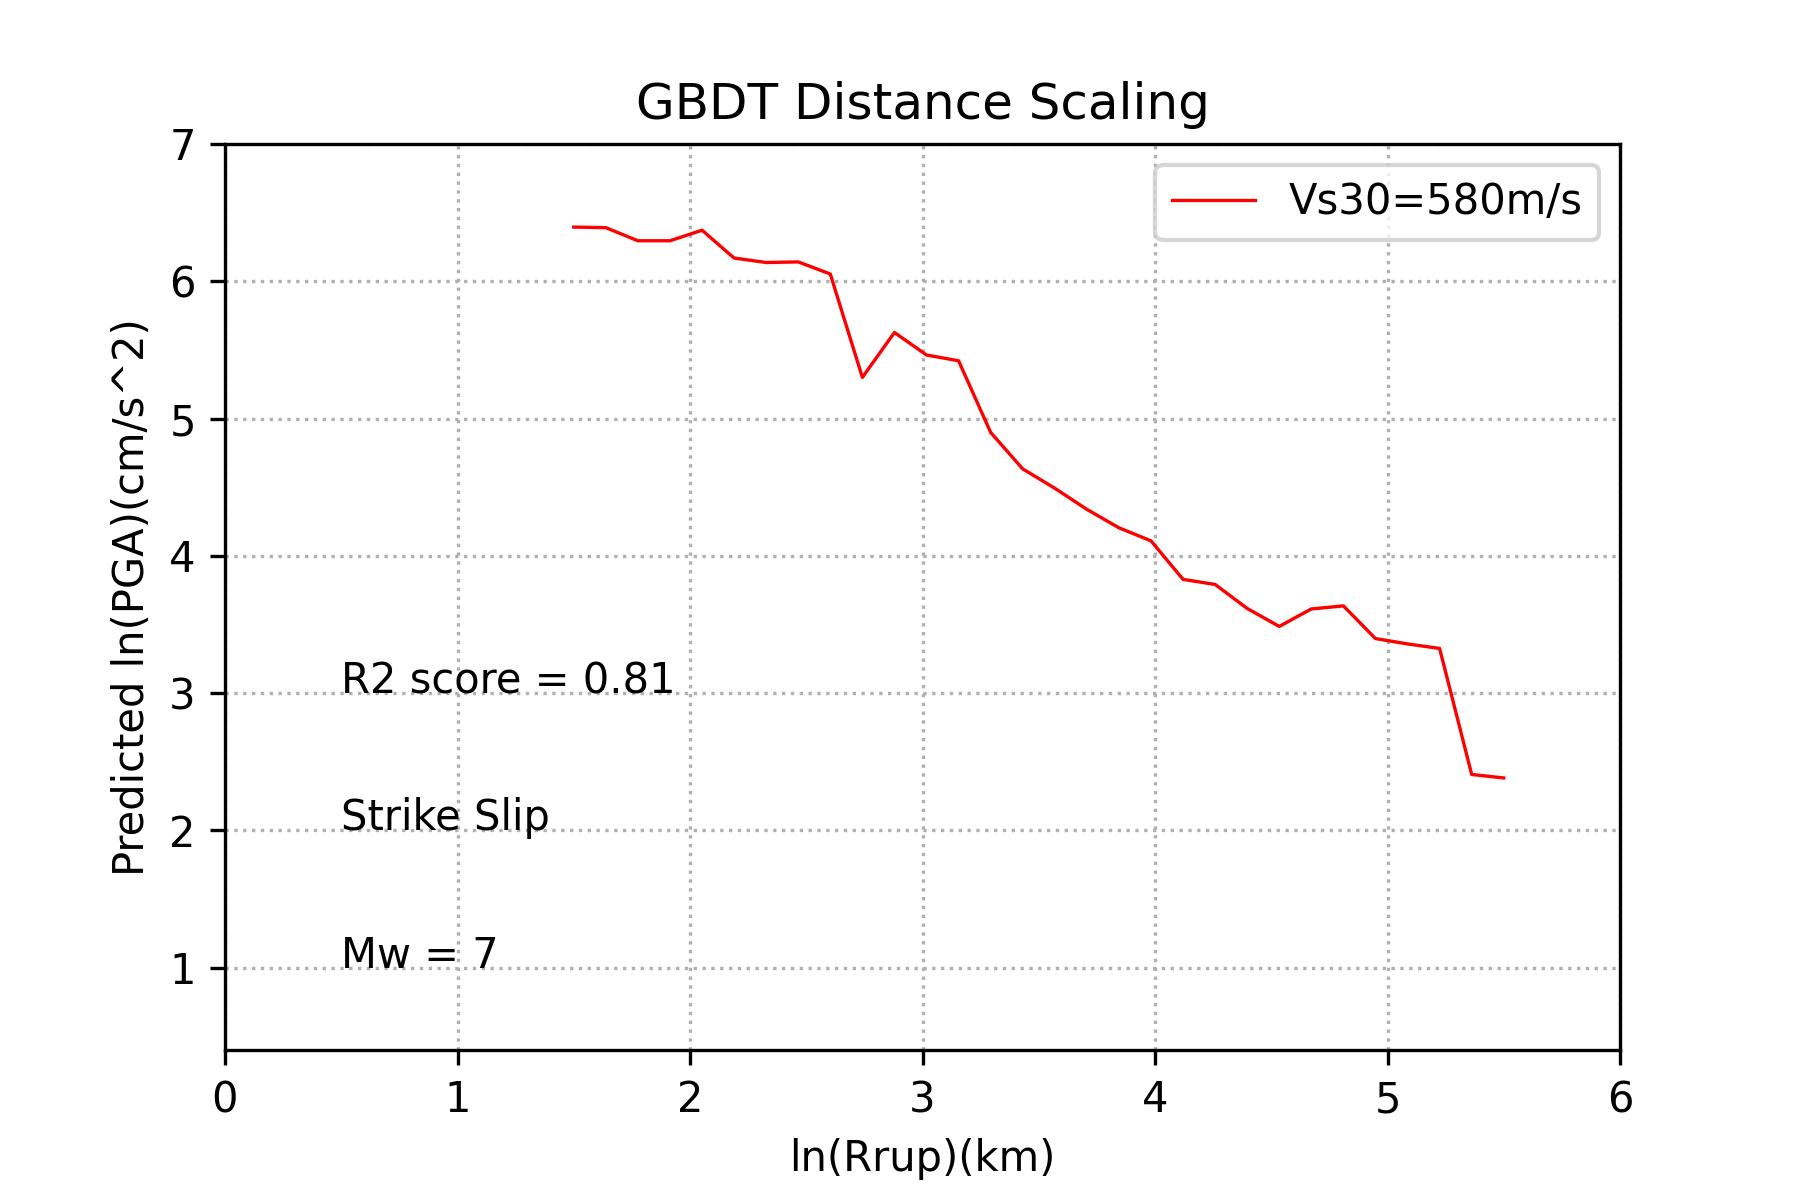 GBDT Distance Scaling
7
6
5
4
3
2
1
Predicted ln(PGA)(cm/s^2)
Vs30=580m/s
R2 score = 0.81
Strike Slip
Mw = 7
0 1 2 3 4 5 6
ln(Rrup)(km)